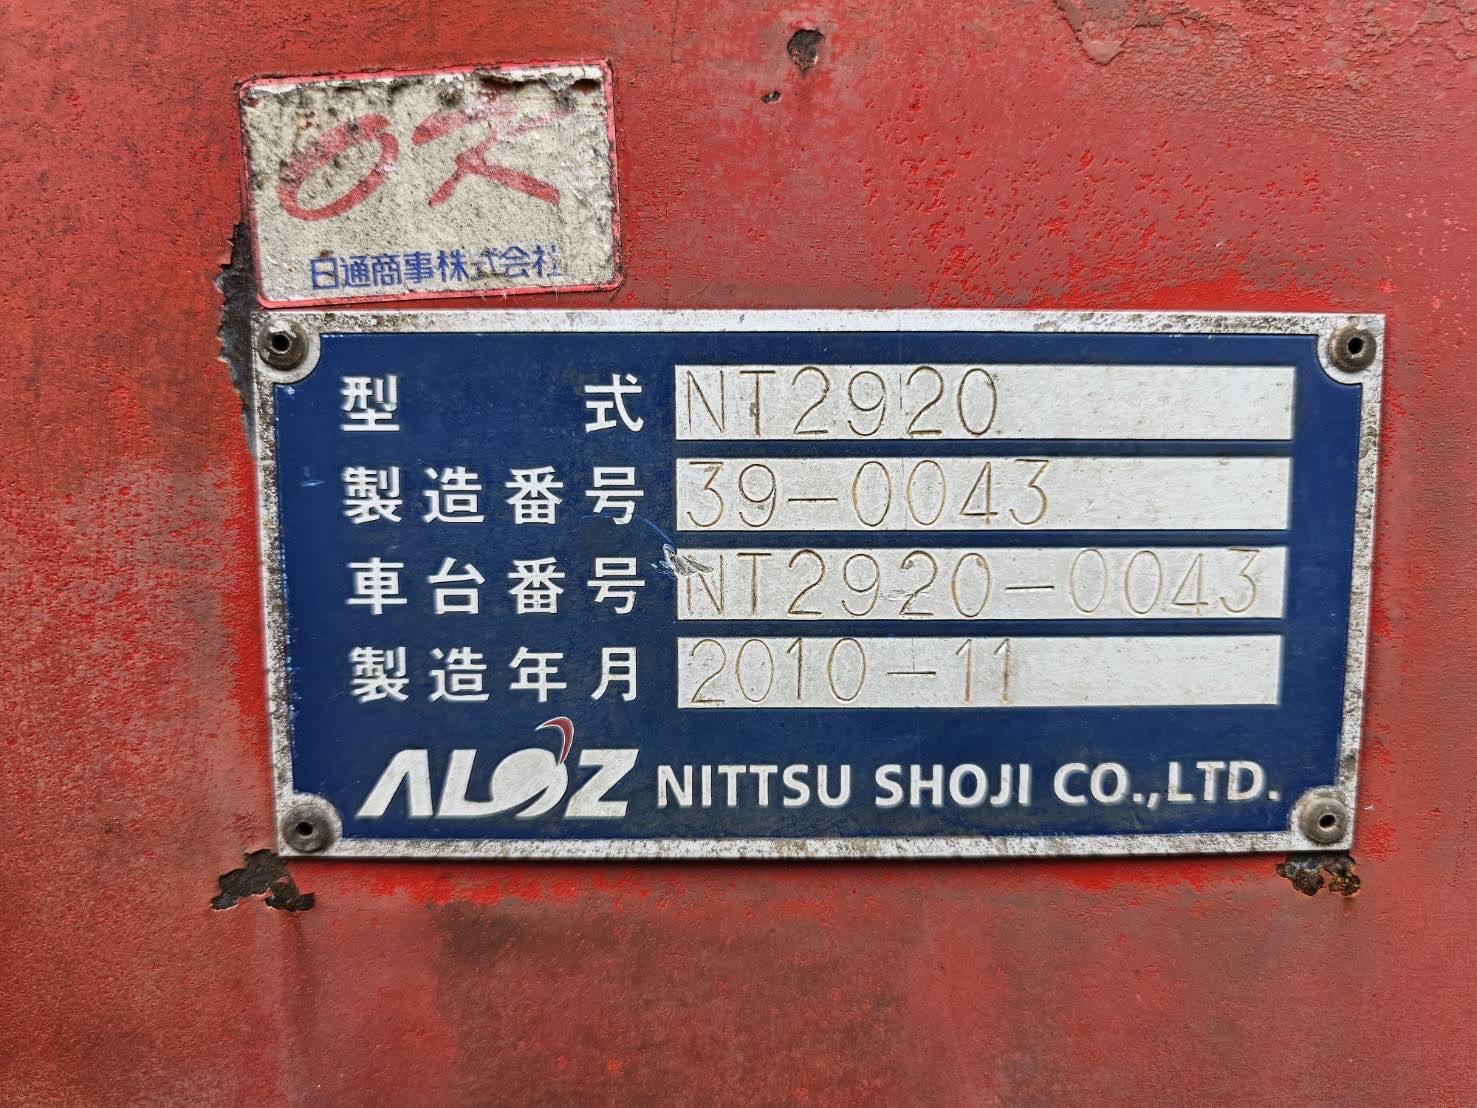 OK
日通商事株式会社
型 式 NT2920
製造番号 39-0043
車台番号 NT2920-0043
製造年月 2010-11
ALOZ NITTSU SHOJI CO.,LTD.